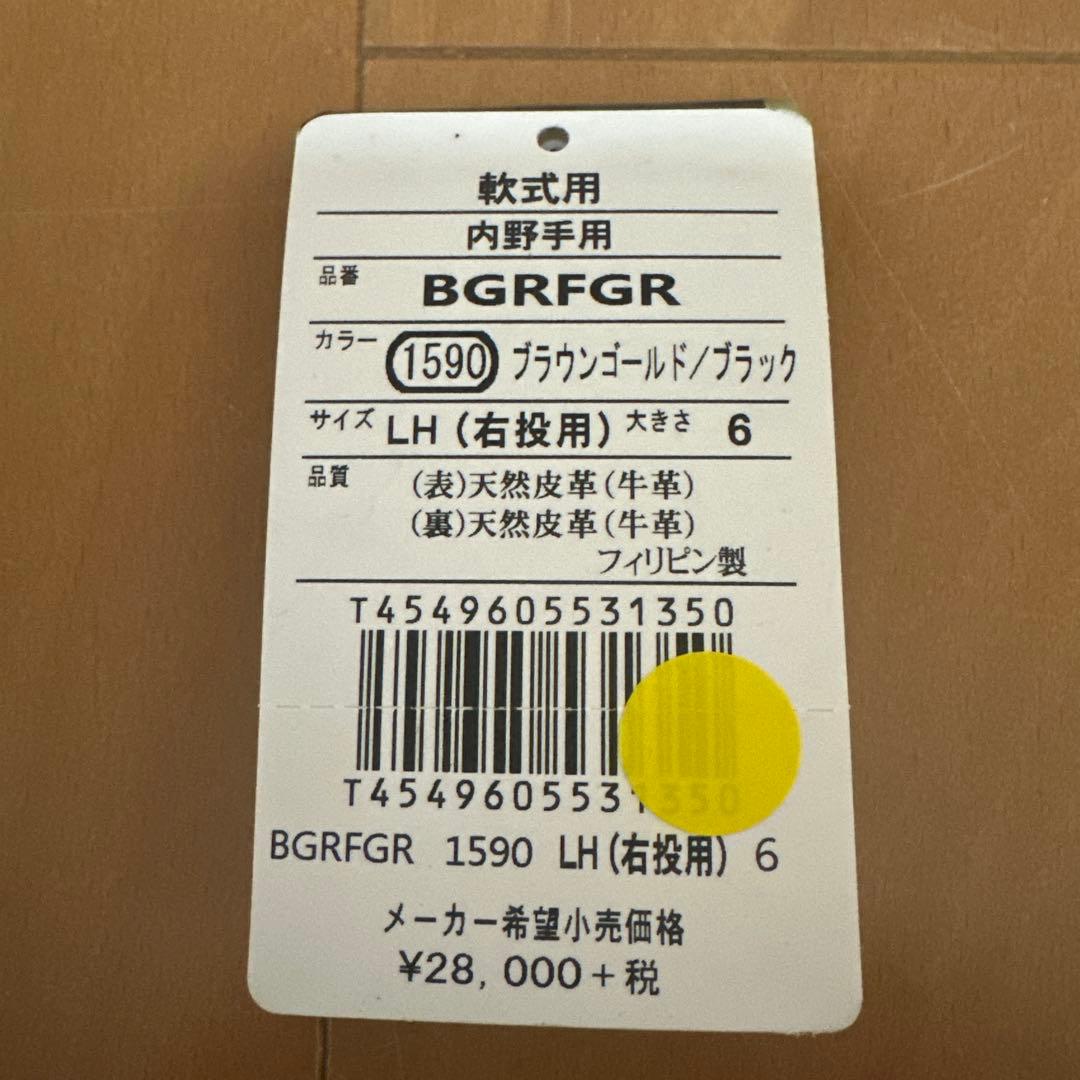 軟式用
内野手用
品番 BGRFGR
カラー 1590 ブラウンゴールド/ブラック
サイズ LH (右投用) 大きさ 6
品質 (表)天然皮革(牛革)
(裏)天然皮革(牛革)
フィリピン製
T4549605531350
T4549605531350
BGRFGR 1590 LH(右投用) 6
メーカー希望小売価格
¥28,000+税